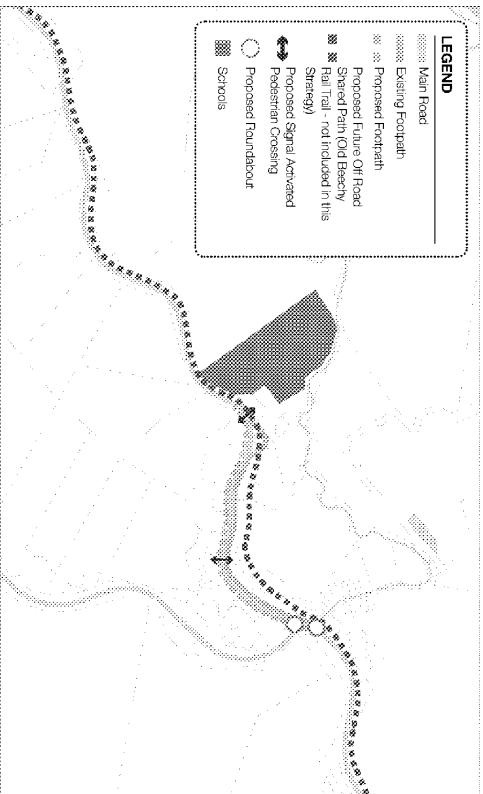 LEGEND
Main Road
Existing Footpath
Proposed Footpath
Proposed Future Off Road
Shared Path (Old Beechy
Rail Trail - not included in this
Strategy)
Proposed Signal Activated
Pedestrian Crossing
Proposed Roundabout
Schools